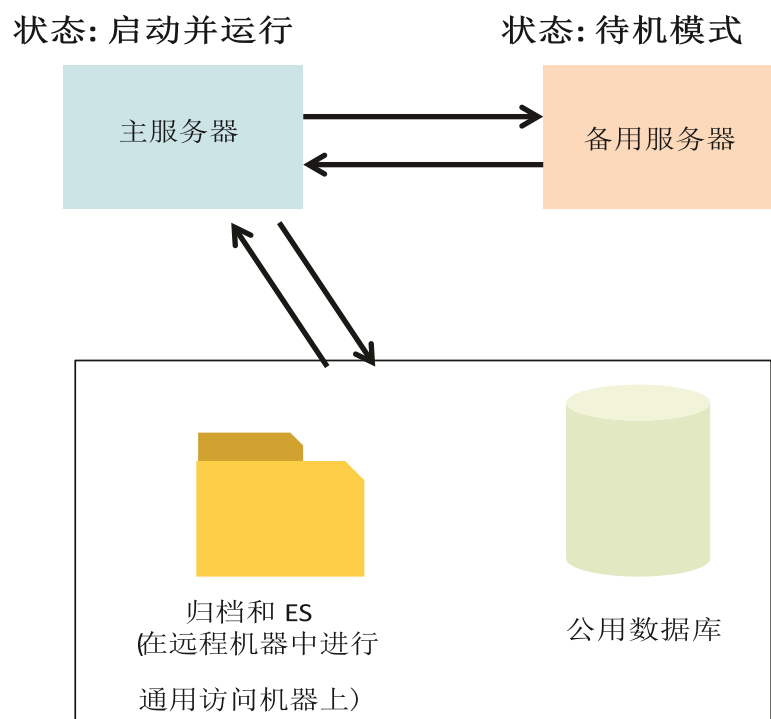 状态: 启动并运行
状态: 待机模式
主服务器
备用服务器
归档和 ES
(在远程机器中进行
通用访问机器上)
公用数据库